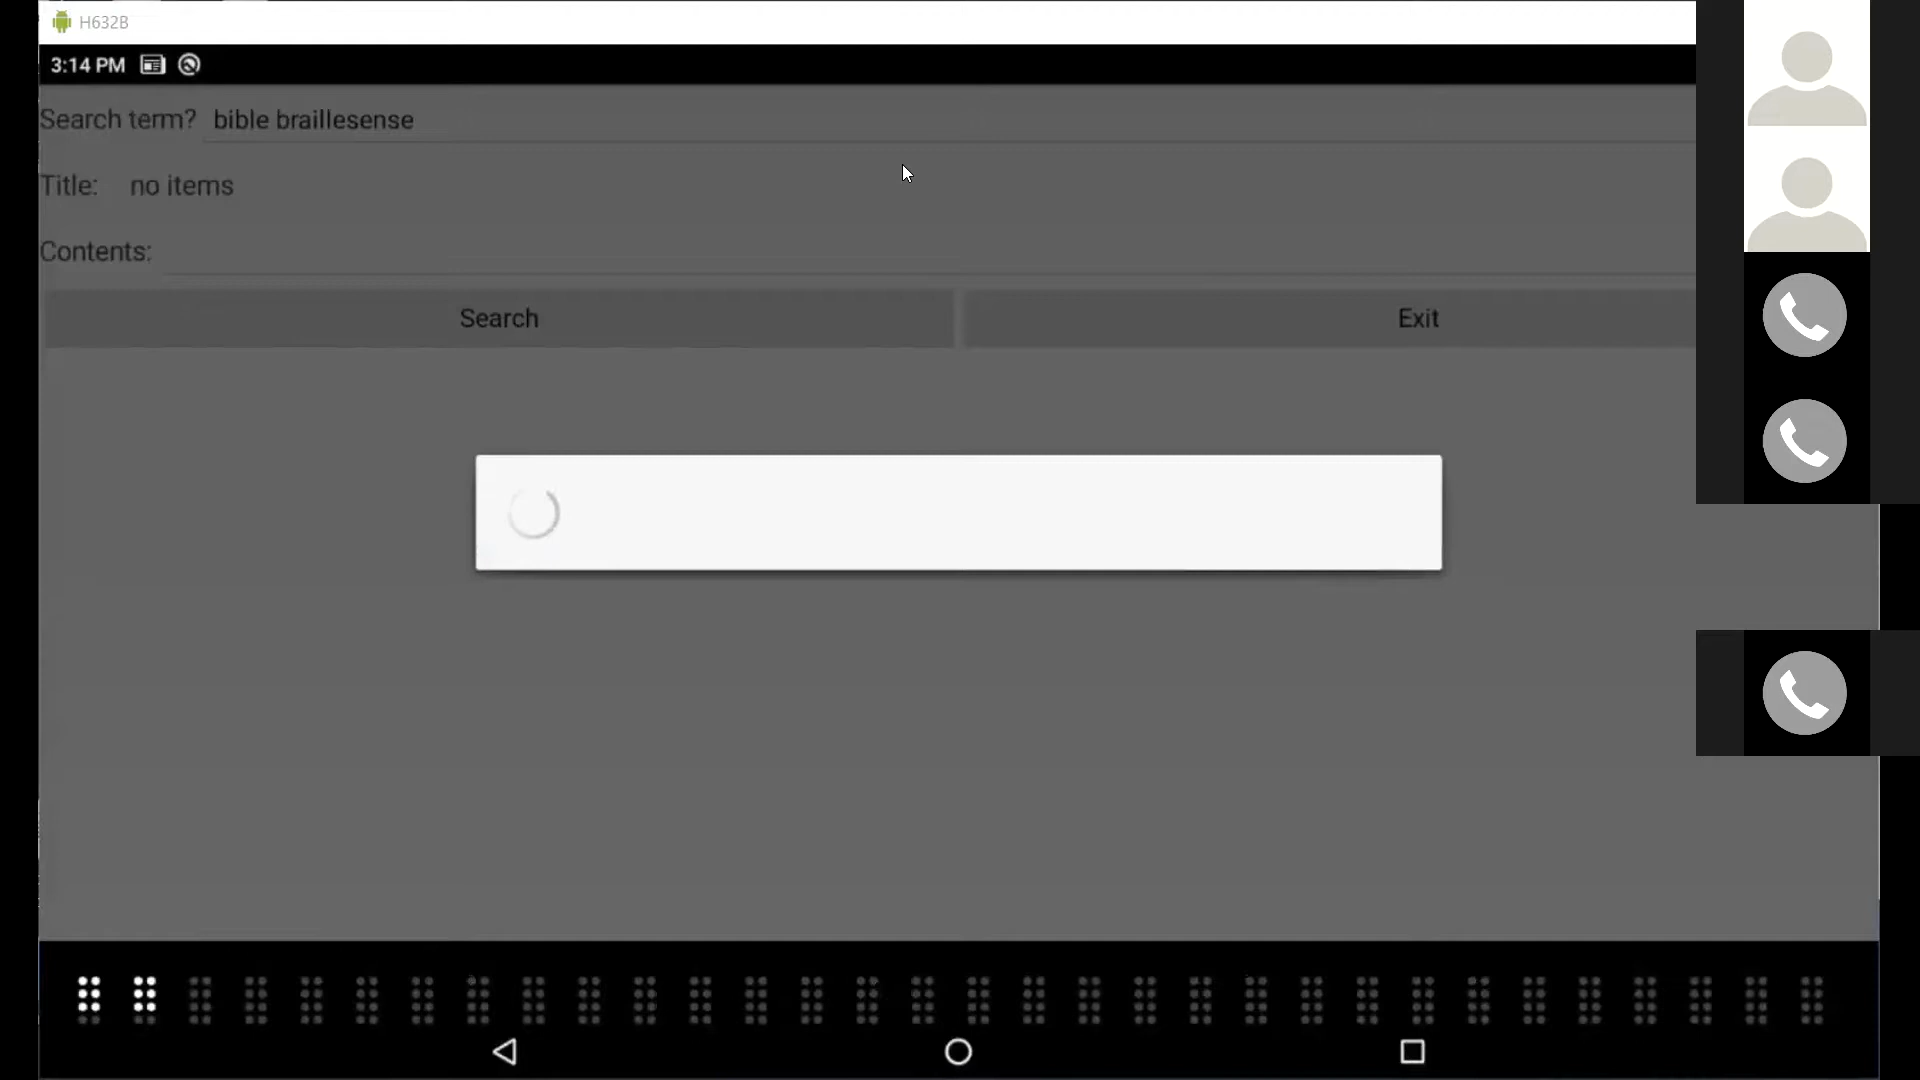 H632B
3:14 PM
Search term? bible braillesense
Title: no items
Contents:
Search Exit